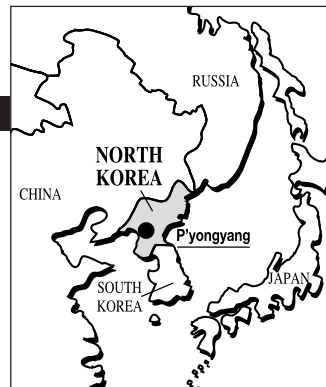 RUSSIA
NORTH
KOREA
CHINA
P'yongyang
SOUTH
KOREA
JAPAN